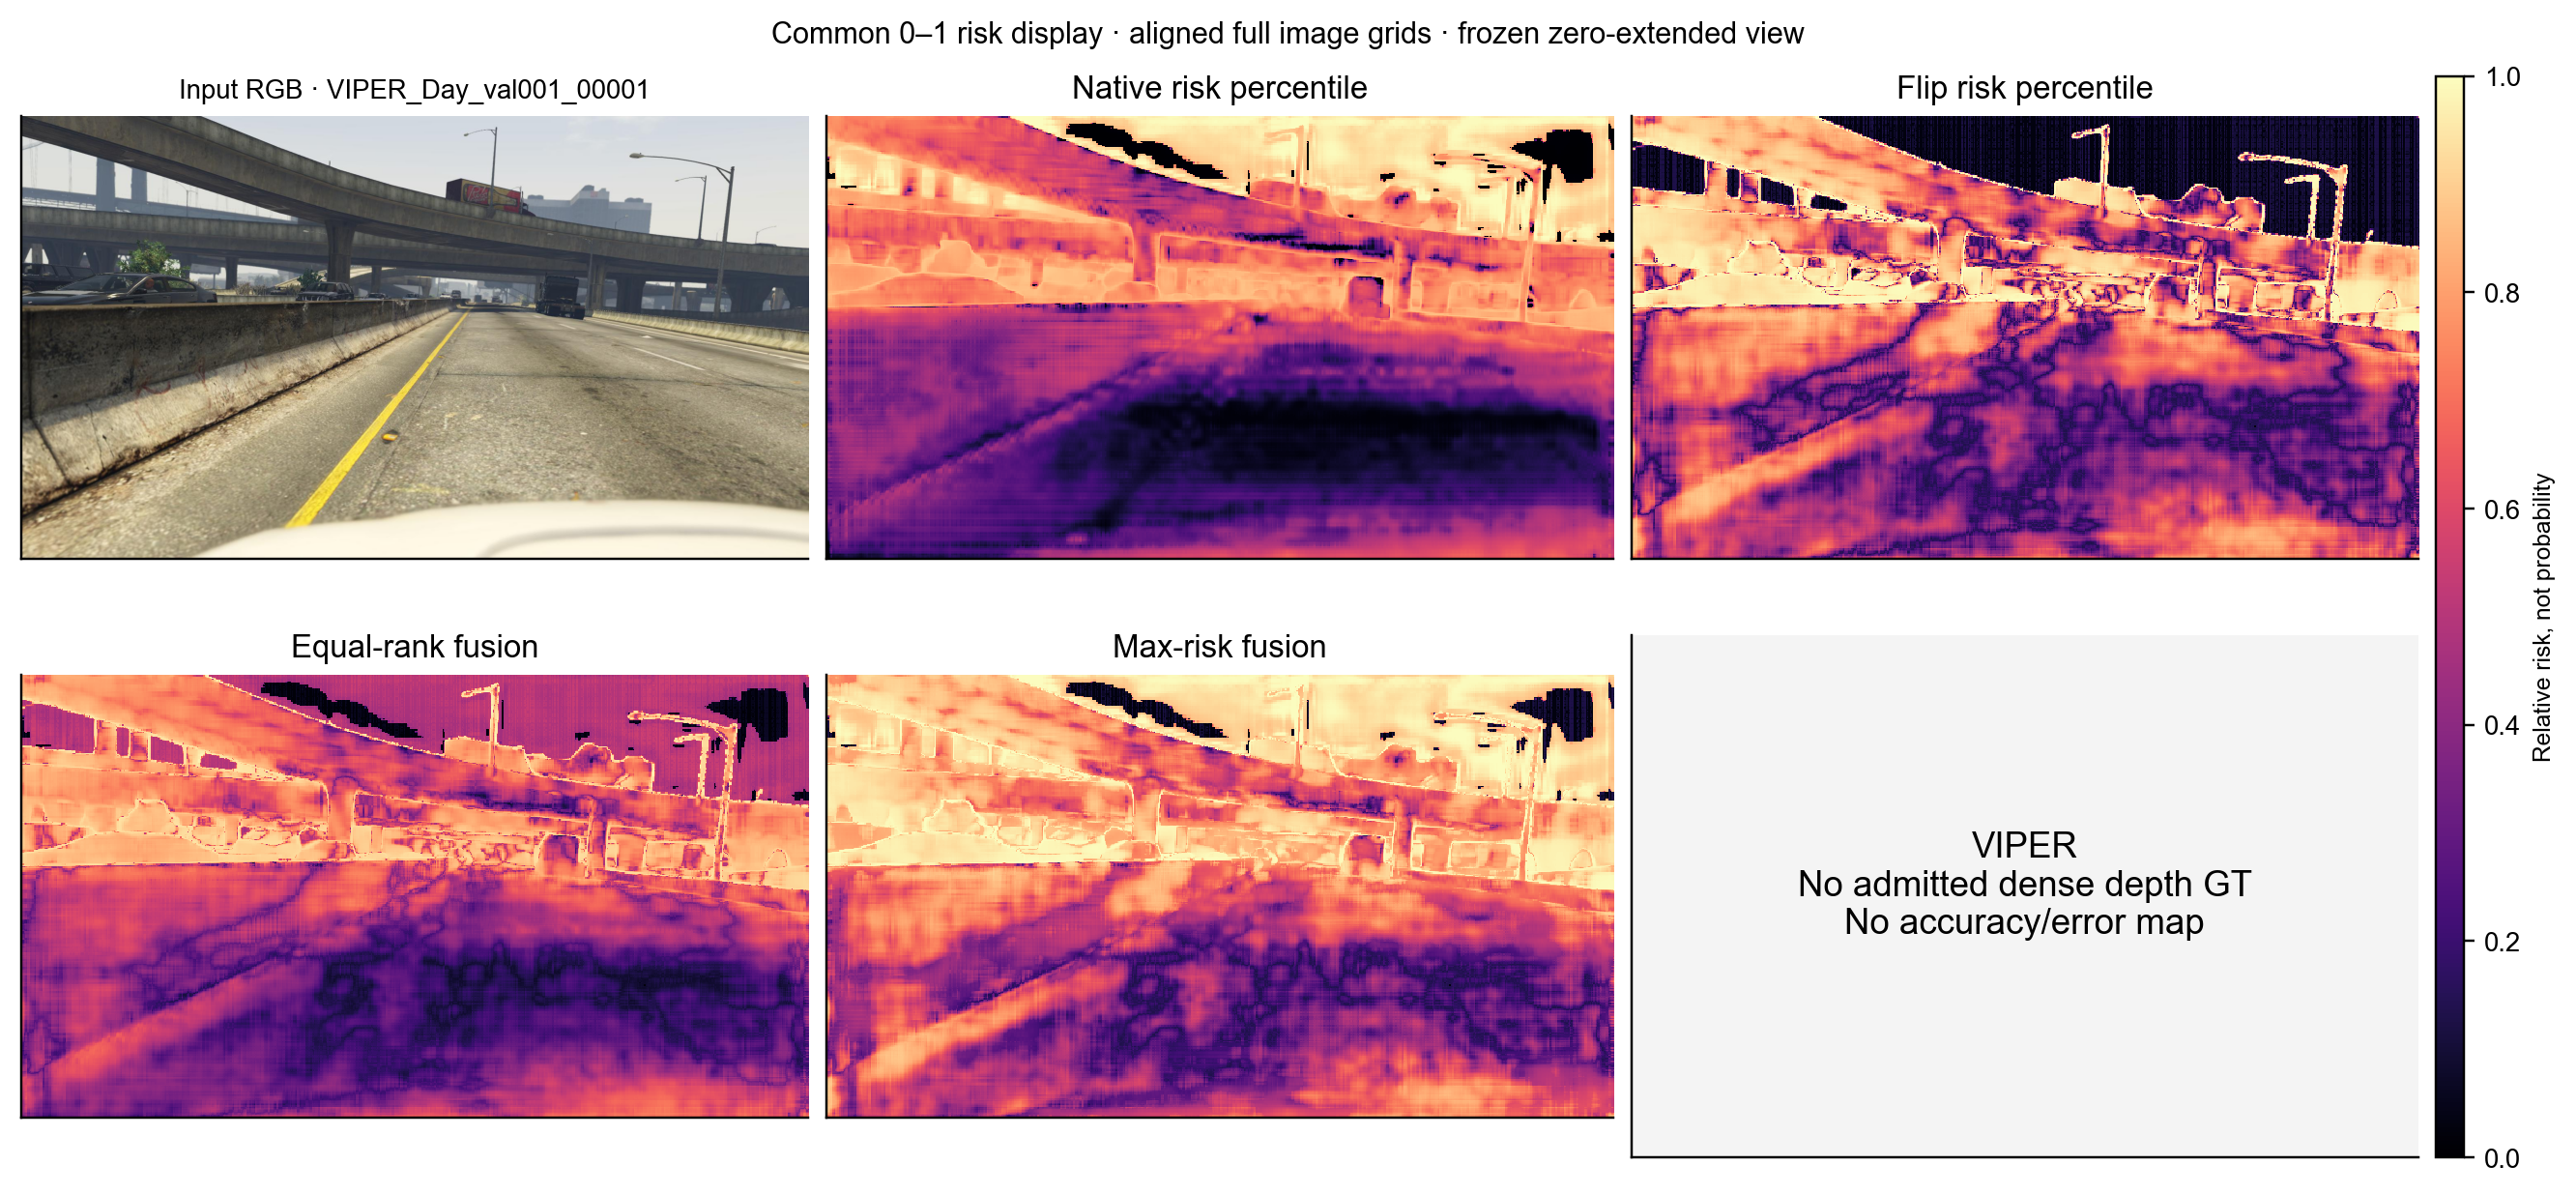 Common 0–1 risk display · aligned full image grids · frozen zero-extended view
Input RGB · VIPER_Day_val001_00001
Native risk percentile
Flip risk percentile
1.0
0.8
0.6
0.4
0.2
0.0
Relative risk, not probability
Equal-rank fusion
Max-risk fusion
VIPER
No admitted dense depth GT
No accuracy/error map